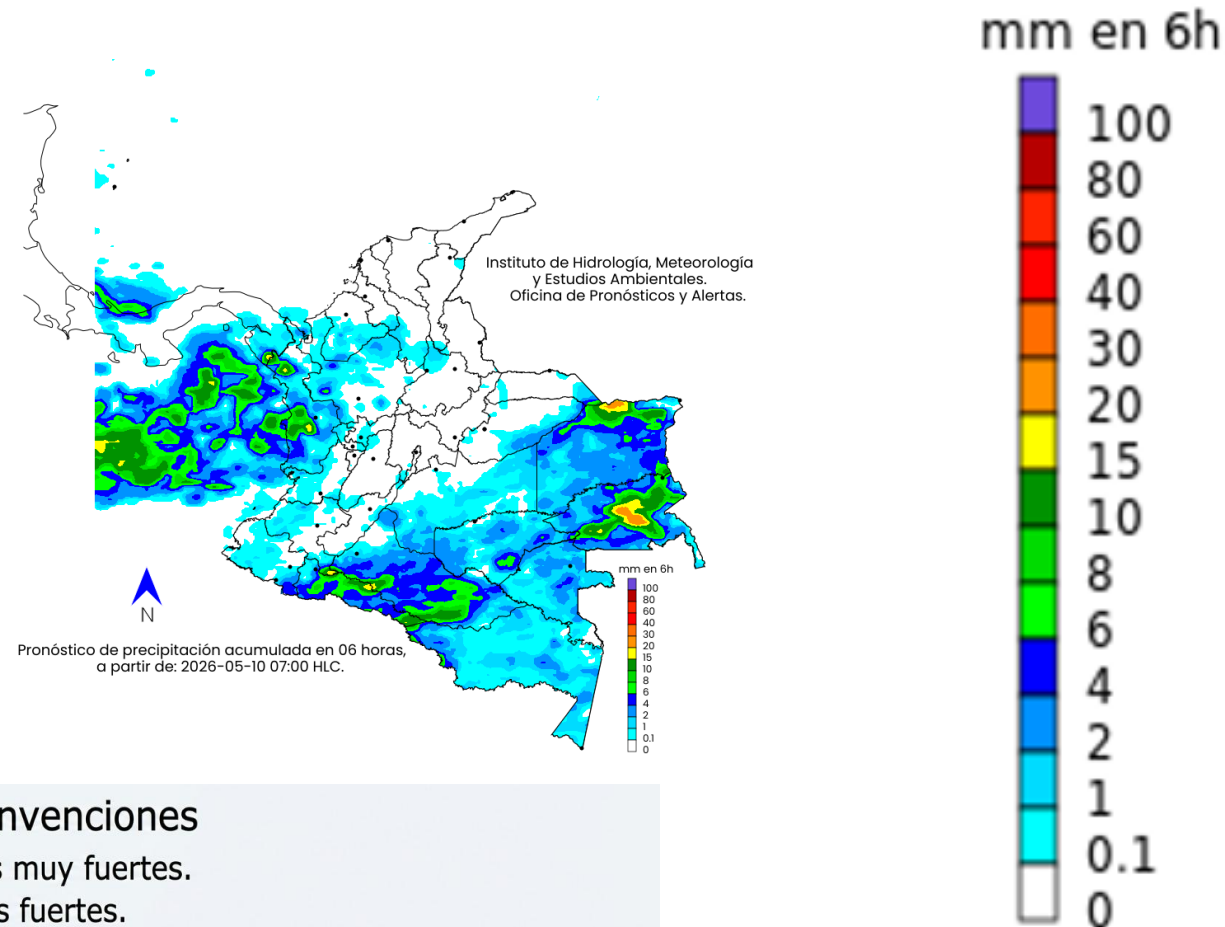 mm en 6h
100
80
60
40
30
20
15
10
8
6
4
2
1
0.1
0
Instituto de Hidrología, Meteorología
y Estudios Ambientales.
Oficina de Pronósticos y Alertas.
N
Pronóstico de precipitación acumulada en 06 horas,
a partir de: 2026-05-10 07:00 HLC.
mm en 6h
100
80
60
40
30
20
15
10
8
6
4
2
1
0.1
0
nvenciones
s muy fuertes.
s fuertes.